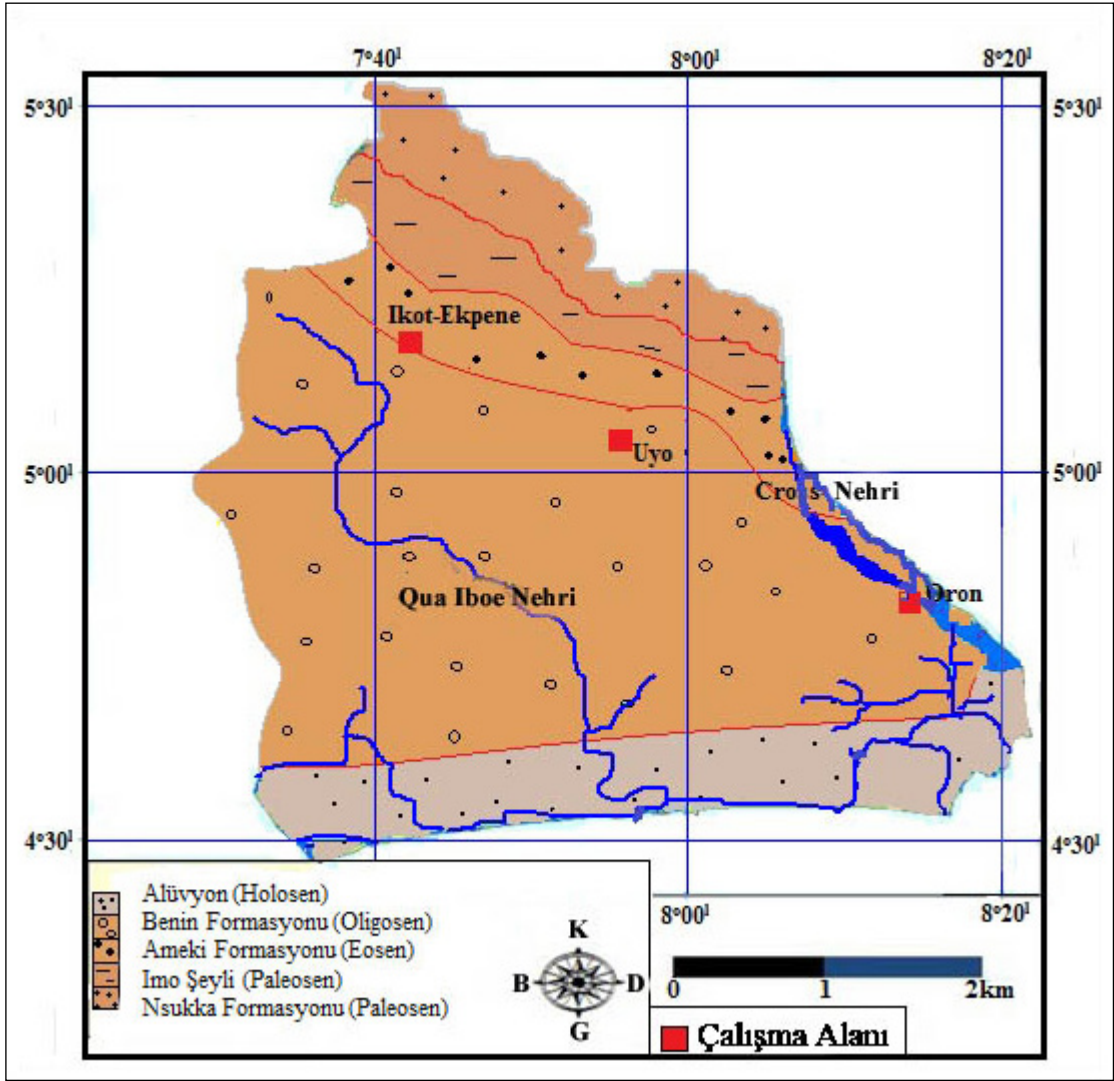 7°40ˡ 8°00ˡ 8°20ˡ
5°30ˡ 5°30ˡ
Ikot-Ekpene
Uyo
5°00ˡ 5°00ˡ
Cross Nehri
Qua Iboe Nehri
Oron
4°30ˡ 4°30ˡ
8°00ˡ 8°20ˡ
Alüvyon (Holosen)
Benin Formasyonu (Oligosen)
Ameki Formasyonu (Eosen)
Imo Şeyli (Paleosen)
Nsukka Formasyonu (Paleosen)
K
B D
G
0 1 2km
Çalışma Alanı